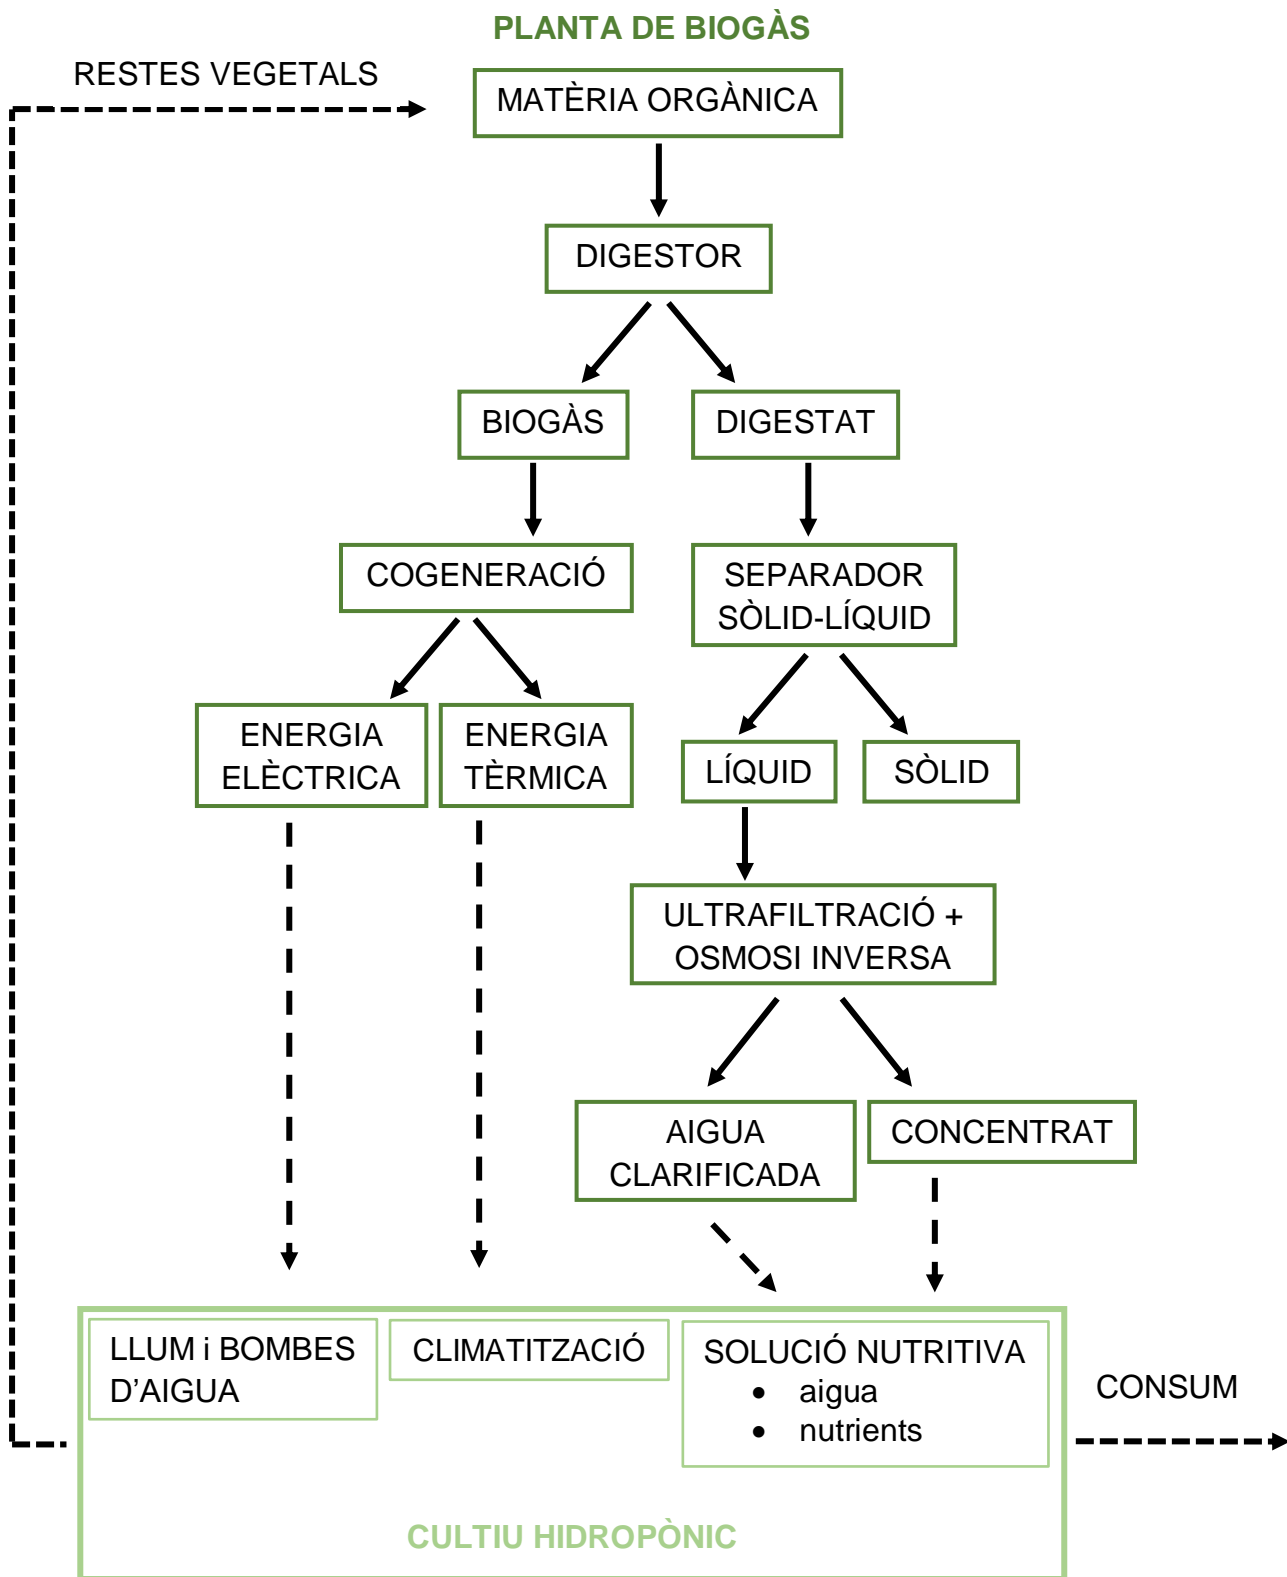 PLANTA DE BIOGÀS
RESTES VEGETALS
MATÈRIA ORGÀNICA
DIGESTOR
BIOGÀS
DIGESTAT
COGENERACIÓ
SEPARADOR
SÒLID-LÍQUID
ENERGIA
ELÈCTRICA
ENERGIA
TÈRMICA
LÍQUID
SÒLID
ULTRAFILTRACIÓ +
OSMOSI INVERSA
AIGUA
CLARIFICADA
CONCENTRAT
LLUM i BOMBES
D’AIGUA
CLIMATITZACIÓ
SOLUCIÓ NUTRITIVA
• aigua
• nutrients
CONSUM
CULTIU HIDROPÒNIC